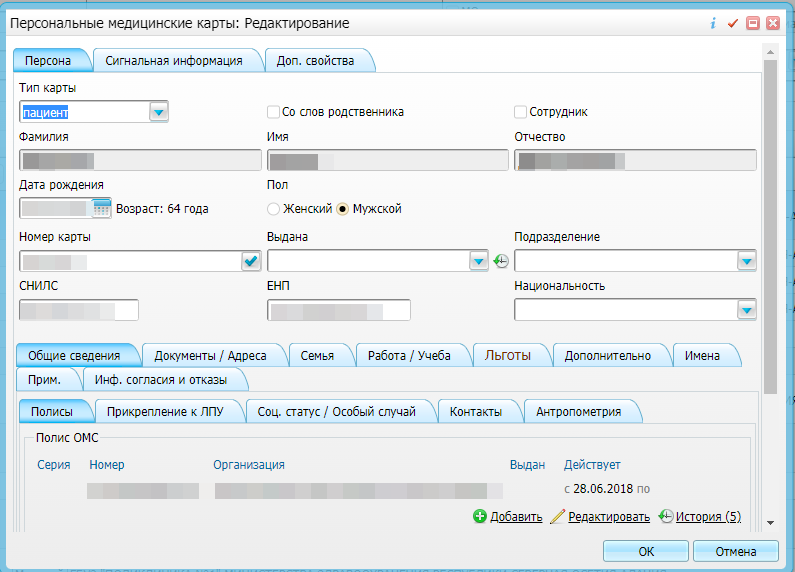 Персональные медицинские карты: Редактирование
Персона Сигнальная информация Доп. свойства
Тип карты
пациент Со слов родственника Сотрудник
Фамилия Имя Отчество
Дата рождения Пол
Возраст: 64 года Женский Мужской
Номер карты Выдана Подразделение
СНИЛС ЕНП Национальность
Общие сведения Документы / Адреса Семья Работа / Учеба Льготы Дополнительно Имена
Прим. Инф. согласия и отказы
Полисы Прикрепление к ЛПУ Соц. статус / Особый случай Контакты Антропометрия
Полис ОМС
Серия Номер Организация Выдан Действует
с 28.06.2018 по
Добавить Редактировать История (5)
ОК Отмена